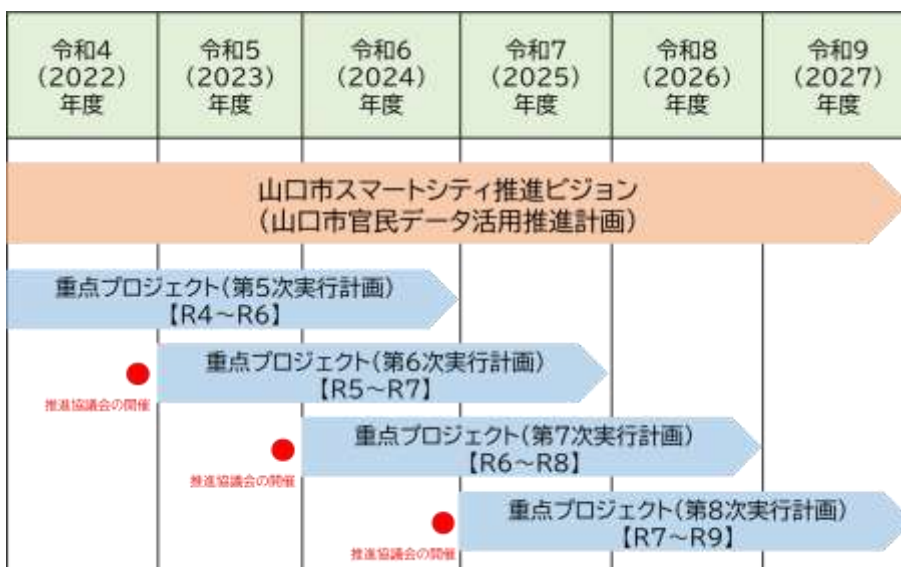 令和4
(2022)
年度
令和5
(2023)
年度
令和6
(2024)
年度
令和7
(2025)
年度
令和8
(2026)
年度
令和9
(2027)
年度
山口市スマートシティ推進ビジョン
(山口市官民データ活用推進計画)
重点プロジェクト(第5次実行計画)
【R4～R6】
重点プロジェクト(第6次実行計画)
【R5～R7】
推進協議会の開催
重点プロジェクト(第7次実行計画)
【R6～R8】
推進協議会の開催
重点プロジェクト(第8次実行計画)
【R7～R9】
推進協議会の開催